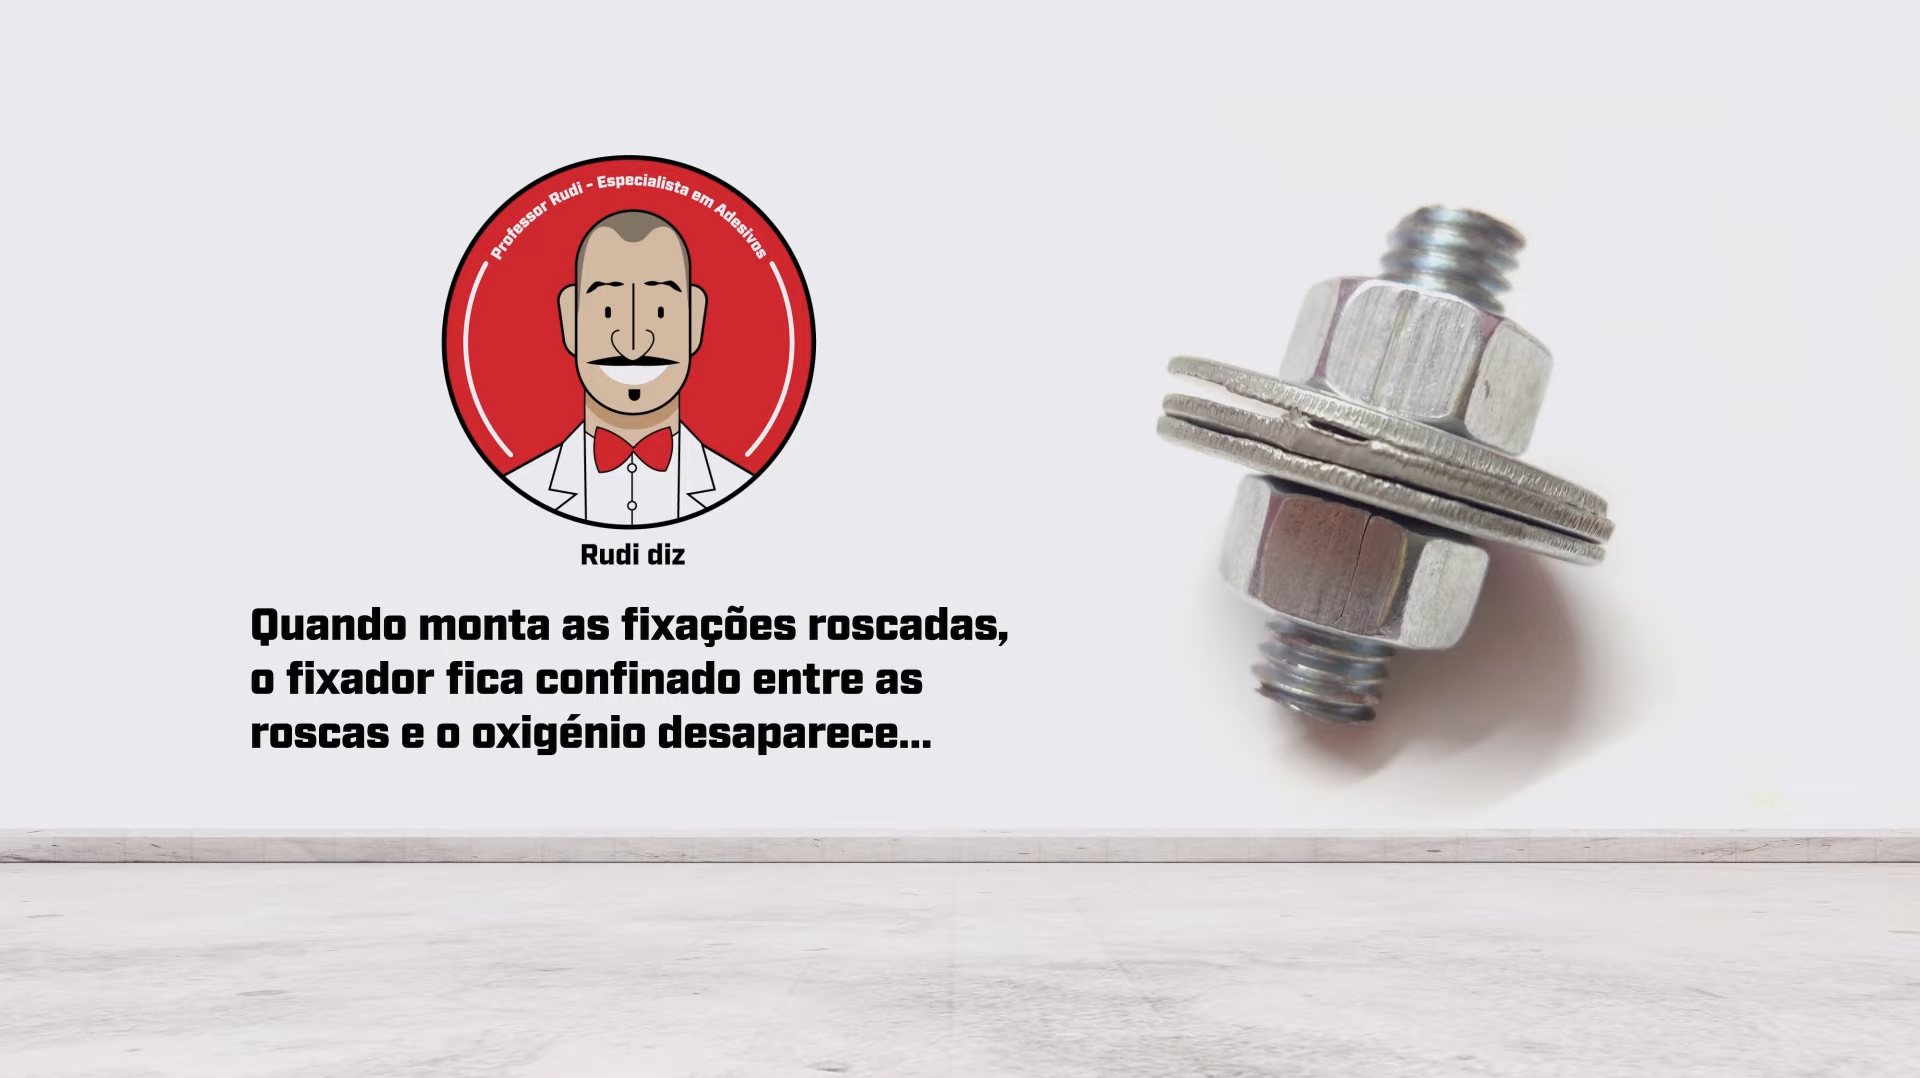 Professor Rudi - Especialista em Adesivos
Rudi diz
Quando monta as fixações roscadas,
o fixador fica confinado entre as
roscas e o oxigénio desaparece...